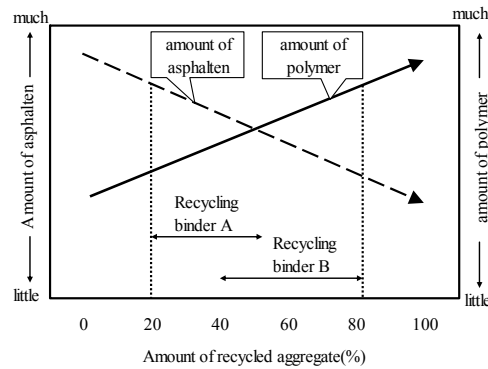 much
much
amount of
asphalten
amount of
polymer
Amount of asphalten
amount of polymer
Recycling
binder A
Recycling
binder B
little
little
0 20 40 60 80 100
Amount of recycled aggregate(%)